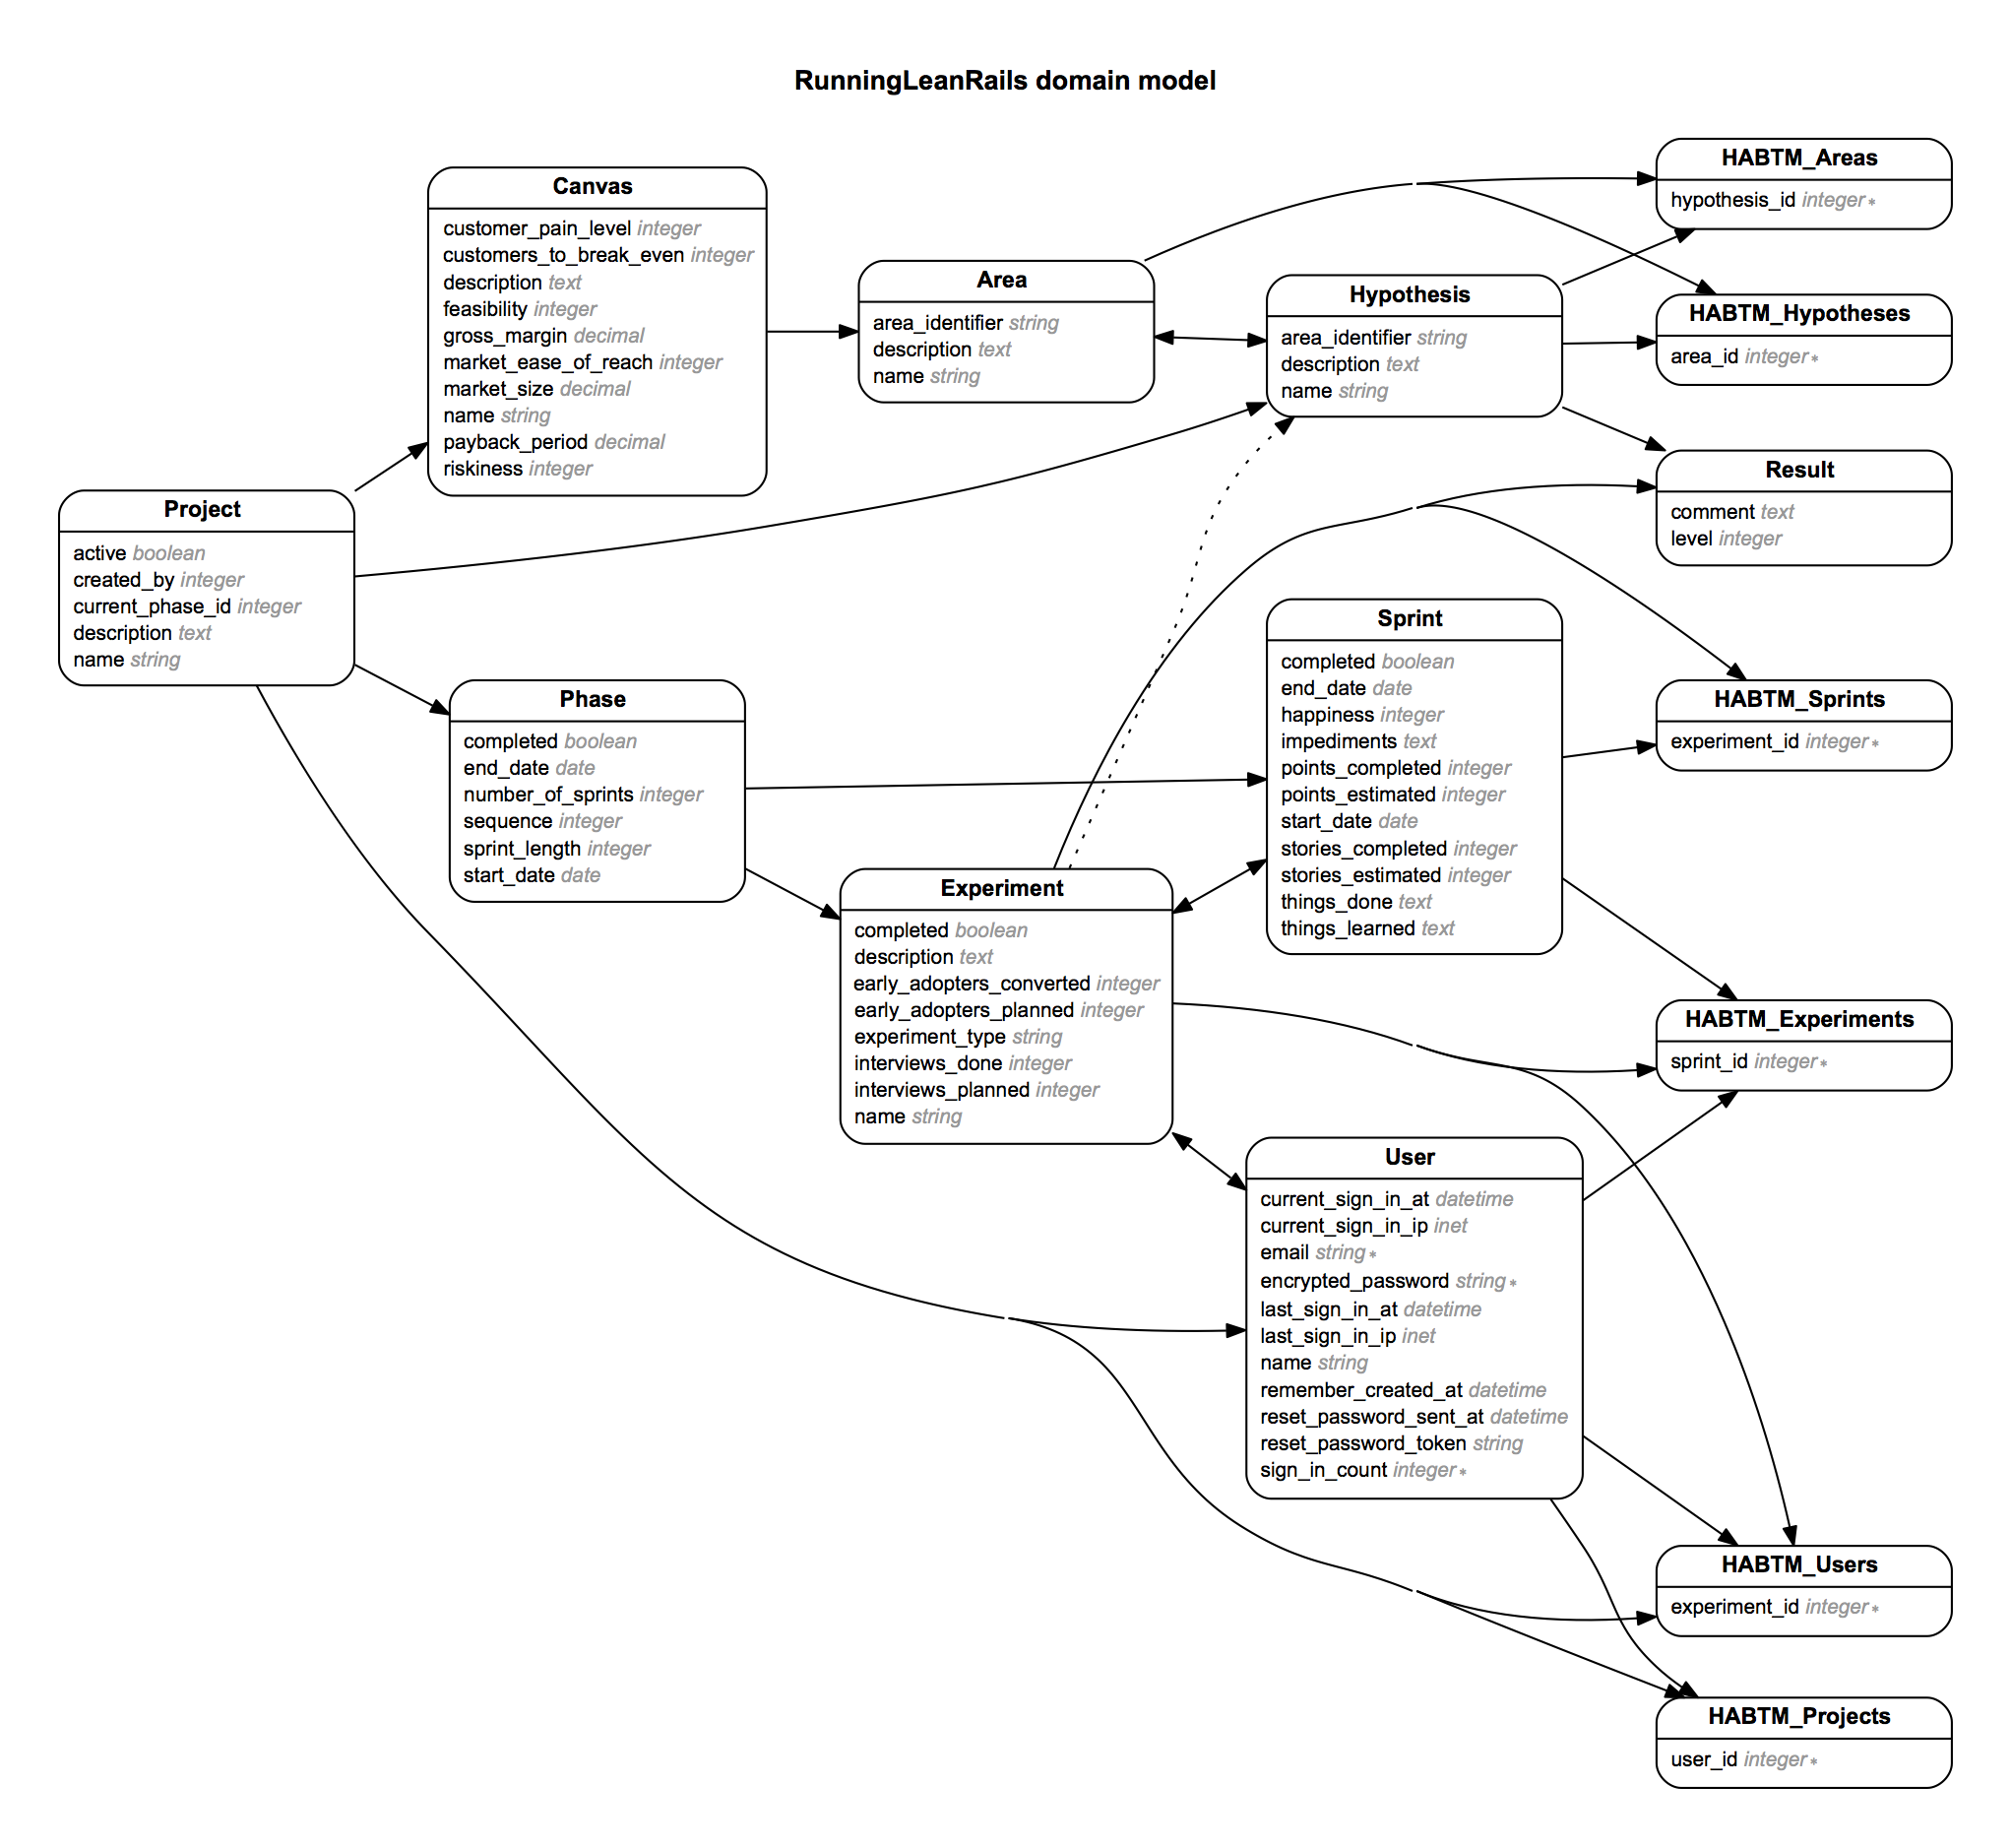 RunningLeanRails domain model
Canvas
customer_pain_level integer
customers_to_break_even integer
description text
feasibility integer
gross_margin decimal
market_ease_of_reach integer
market_size decimal
name string
payback_period decimal
riskiness integer
Project
active boolean
created_by integer
current_phase_id integer
description text
name string
Phase
completed boolean
end_date date
number_of_sprints integer
sequence integer
sprint_length integer
start_date date
Area
area_identifier string
description text
name string
Experiment
completed boolean
description text
early_adopters_converted integer
early_adopters_planned integer
experiment_type string
interviews_done integer
interviews_planned integer
name string
Hypothesis
area_identifier string
description text
name string
Sprint
completed boolean
end_date date
happiness integer
impediments text
points_completed integer
points_estimated integer
start_date date
stories_completed integer
stories_estimated integer
things_done text
things_learned text
User
current_sign_in_at datetime
current_sign_in_ip inet
email string *
encrypted_password string *
last_sign_in_at datetime
last_sign_in_ip inet
name string
remember_created_at datetime
reset_password_sent_at datetime
reset_password_token string
sign_in_count integer *
HABTM_Areas
hypothesis_id integer *
HABTM_Hypotheses
area_id integer *
Result
comment text
level integer
HABTM_Sprints
experiment_id integer *
HABTM_Experiments
sprint_id integer *
HABTM_Users
experiment_id integer *
HABTM_Projects
user_id integer *